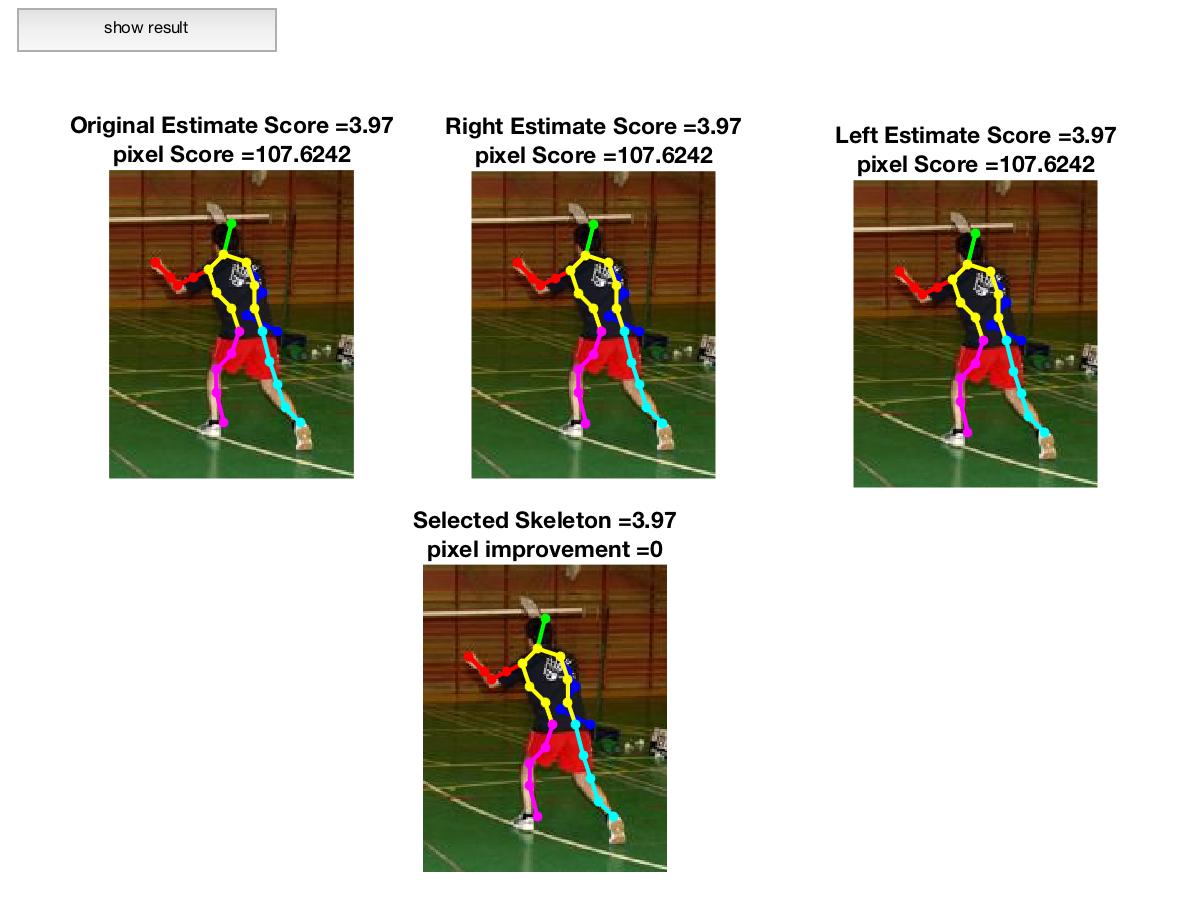 show result
Original Estimate Score =3.97
pixel Score =107.6242
Right Estimate Score =3.97
pixel Score =107.6242
Left Estimate Score =3.97
pixel Score =107.6242
Selected Skeleton =3.97
pixel improvement =0